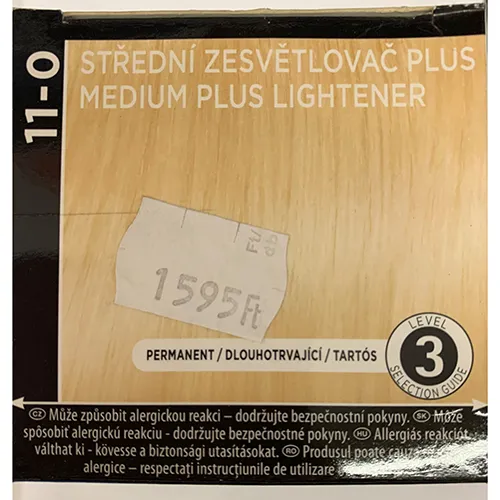 11-0
STŘEDNÍ ZESVĚTLOVAČ PLUS
MEDIUM PLUS LIGHTENER
Ft/
db
1595Ft
PERMANENT / DLOUHOTRVAJÍCÍ / TARTÓS
LEVEL
3
SELECTION GUIDE
CZ Může způsobit alergickou reakci – dodržujte bezpečnostní pokyny. SK Môže
spôsobiť alergickú reakciu - dodržujte bezpečnostné pokyny. HU Allergiás reakciót
válthat ki - kövesse a biztonsági utasításokat. RO Produsul poate cauza
alergice – respectați instrucțiunile de utilizare